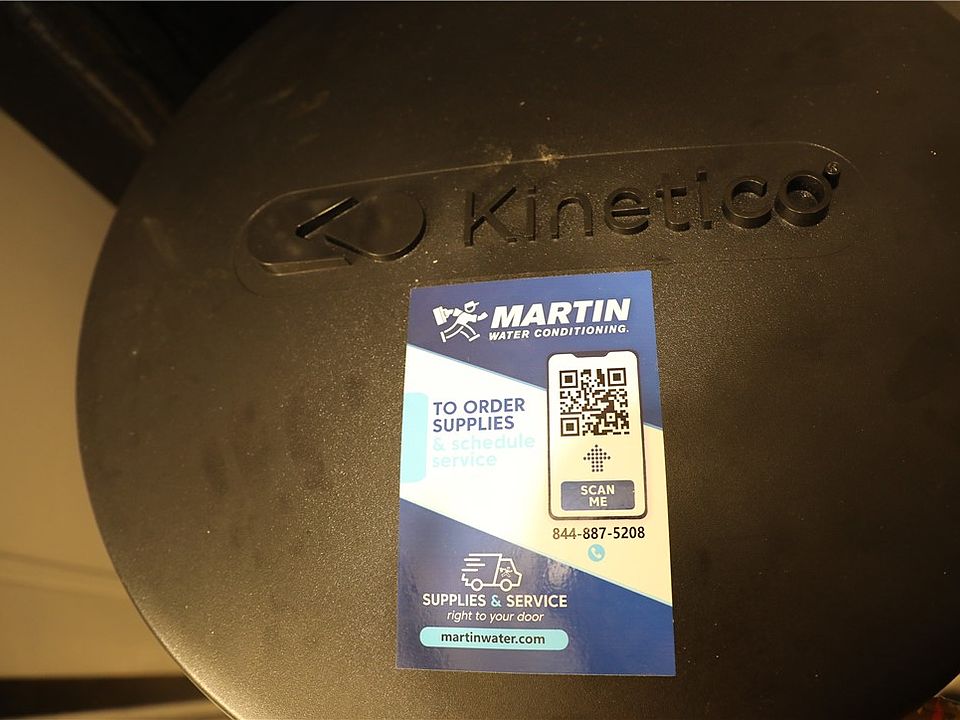 Kinetico®
MARTIN
WATER CONDITIONING.
TO ORDER
SUPPLIES
& schedule
service
SCAN
ME
844-887-5208
SUPPLIES & SERVICE
right to your door
martinwater.com